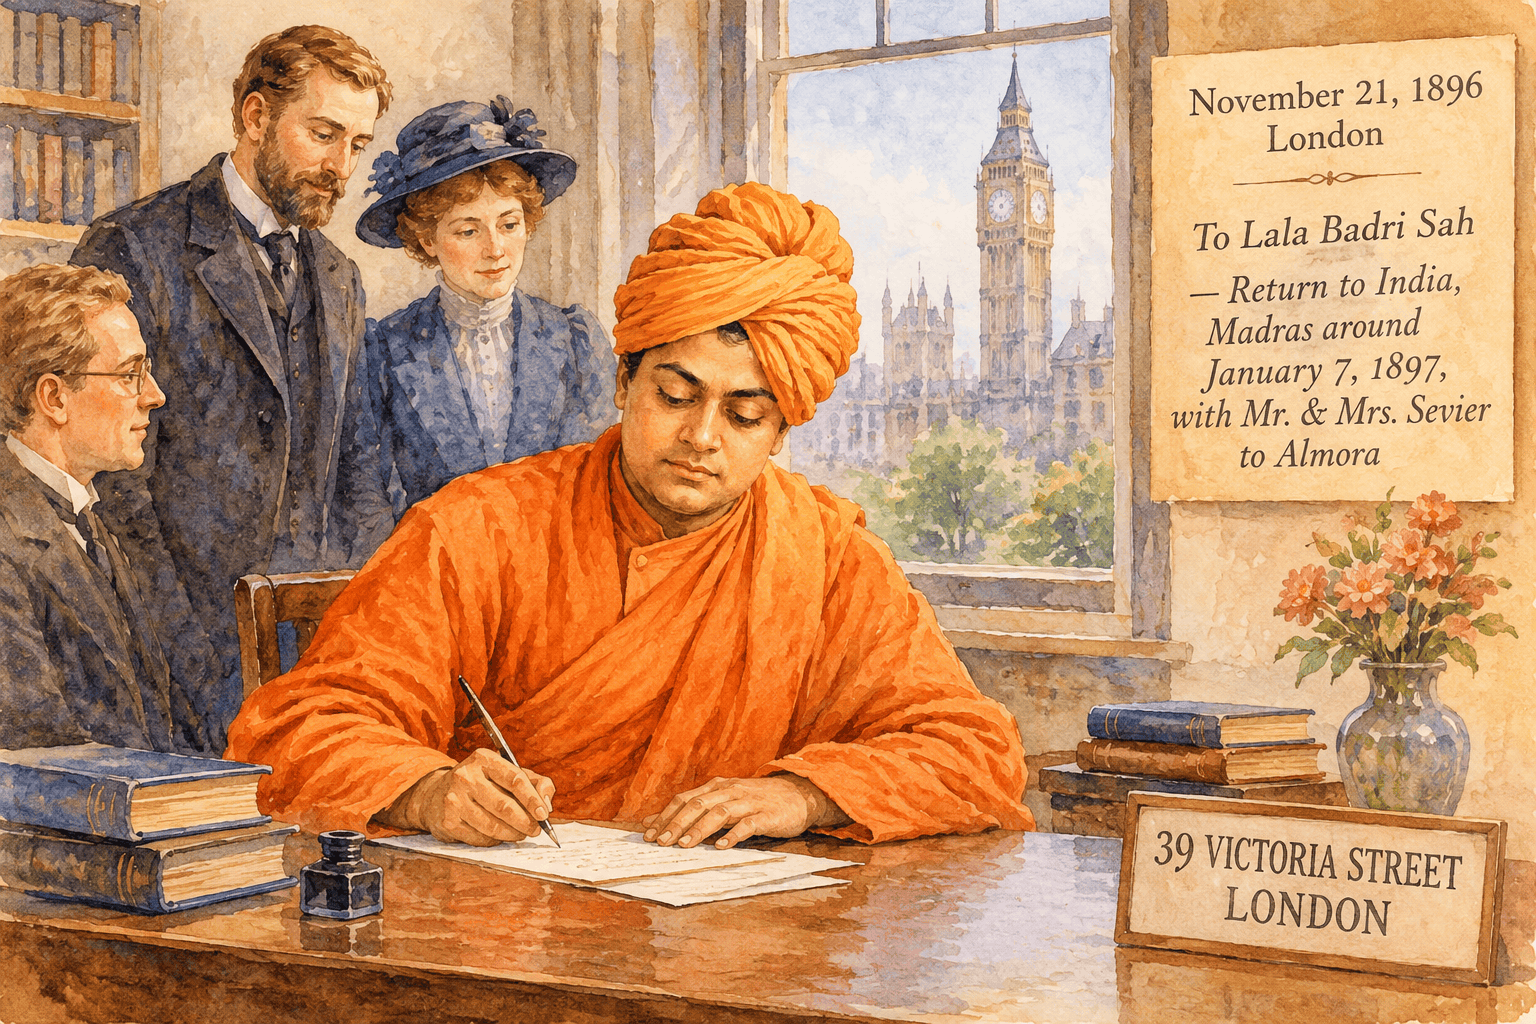 November 21, 1896
London
To Lala Badri Sah
— Return to India,
Madras around
January 7, 1897,
with Mr. & Mrs. Sevier
to Almora
39 VICTORIA STREET
LONDON